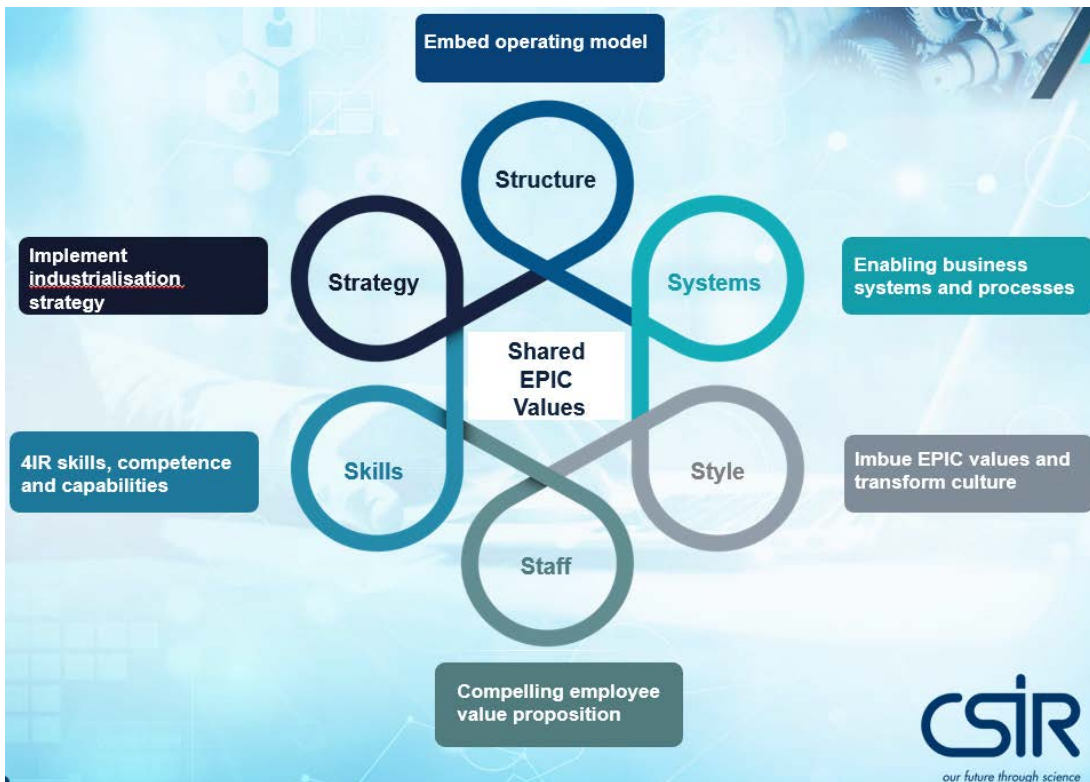 Embed operating model
Structure
Implement
industrialisation
strategy
Strategy
Systems
Enabling business
systems and processes
Shared
EPIC
Values
4IR skills, competence
and capabilities
Skills
Style
Imbue EPIC values and
transform culture
Staff
Compelling employee
value proposition
CSIR
our future through science